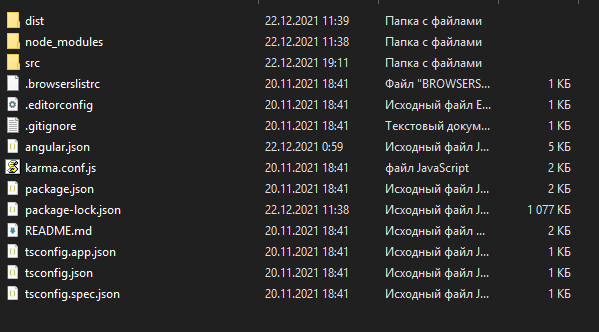 dist 22.12.2021 11:39 Папка с файлами
node_modules 22.12.2021 11:38 Папка с файлами
src 22.12.2021 19:11 Папка с файлами
.browserslistrc 20.11.2021 18:41 Файл "BROWSERS... 1 КБ
.editorconfig 20.11.2021 18:41 Исходный файл E... 1 КБ
.gitignore 20.11.2021 18:41 Текстовый докум... 1 КБ
angular.json 22.12.2021 0:59 Исходный файл J... 5 КБ
karma.conf.js 20.11.2021 18:41 файл JavaScript 2 КБ
package.json 20.11.2021 18:41 Исходный файл J... 2 КБ
package-lock.json 22.12.2021 11:38 Исходный файл J... 1 077 КБ
README.md 20.11.2021 18:41 Исходный файл ... 2 КБ
tsconfig.app.json 20.11.2021 18:41 Исходный файл J... 1 КБ
tsconfig.json 20.11.2021 18:41 Исходный файл J... 1 КБ
tsconfig.spec.json 20.11.2021 18:41 Исходный файл J... 1 КБ